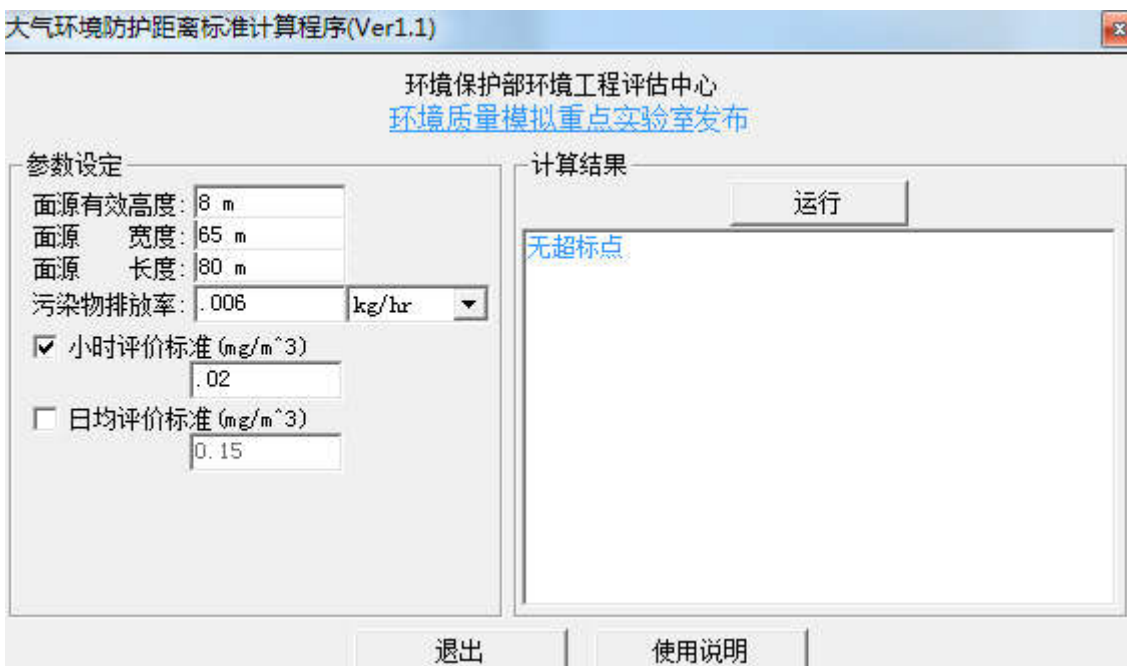 大气环境防护距离标准计算程序(Ver1.1)
环境保护部环境工程评估中心
环境质量模拟重点实验室发布
参数设定
面源有效高度: 8 m
面源 宽度: 65 m
面源 长度: 80 m
污染物排放率: .006 kg/hr
小时评价标准(mg/m^3)
.02
日均评价标准(mg/m^3)
0.15
计算结果
运行
无超标点
退出 使用说明